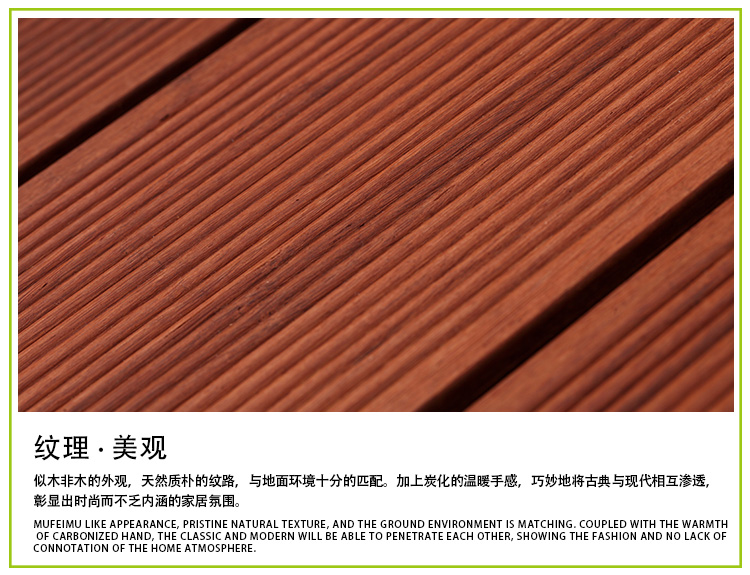 纹理·美观
似木非木的外观，天然质朴的纹路，与地面环境十分的匹配。加上炭化的温暖手感，巧妙地将古典与现代相互渗透，
彰显出时尚而不乏内涵的家居氛围。
MUFEIMU LIKE APPEARANCE, PRISTINE NATURAL TEXTURE, AND THE GROUND ENVIRONMENT IS MATCHING. COUPLED WITH THE WARMTH
OF CARBONIZED HAND, THE CLASSIC AND MODERN WILL BE ABLE TO PENETRATE EACH OTHER, SHOWING THE FASHION AND NO LACK OF
CONNOTATION OF THE HOME ATMOSPHERE.